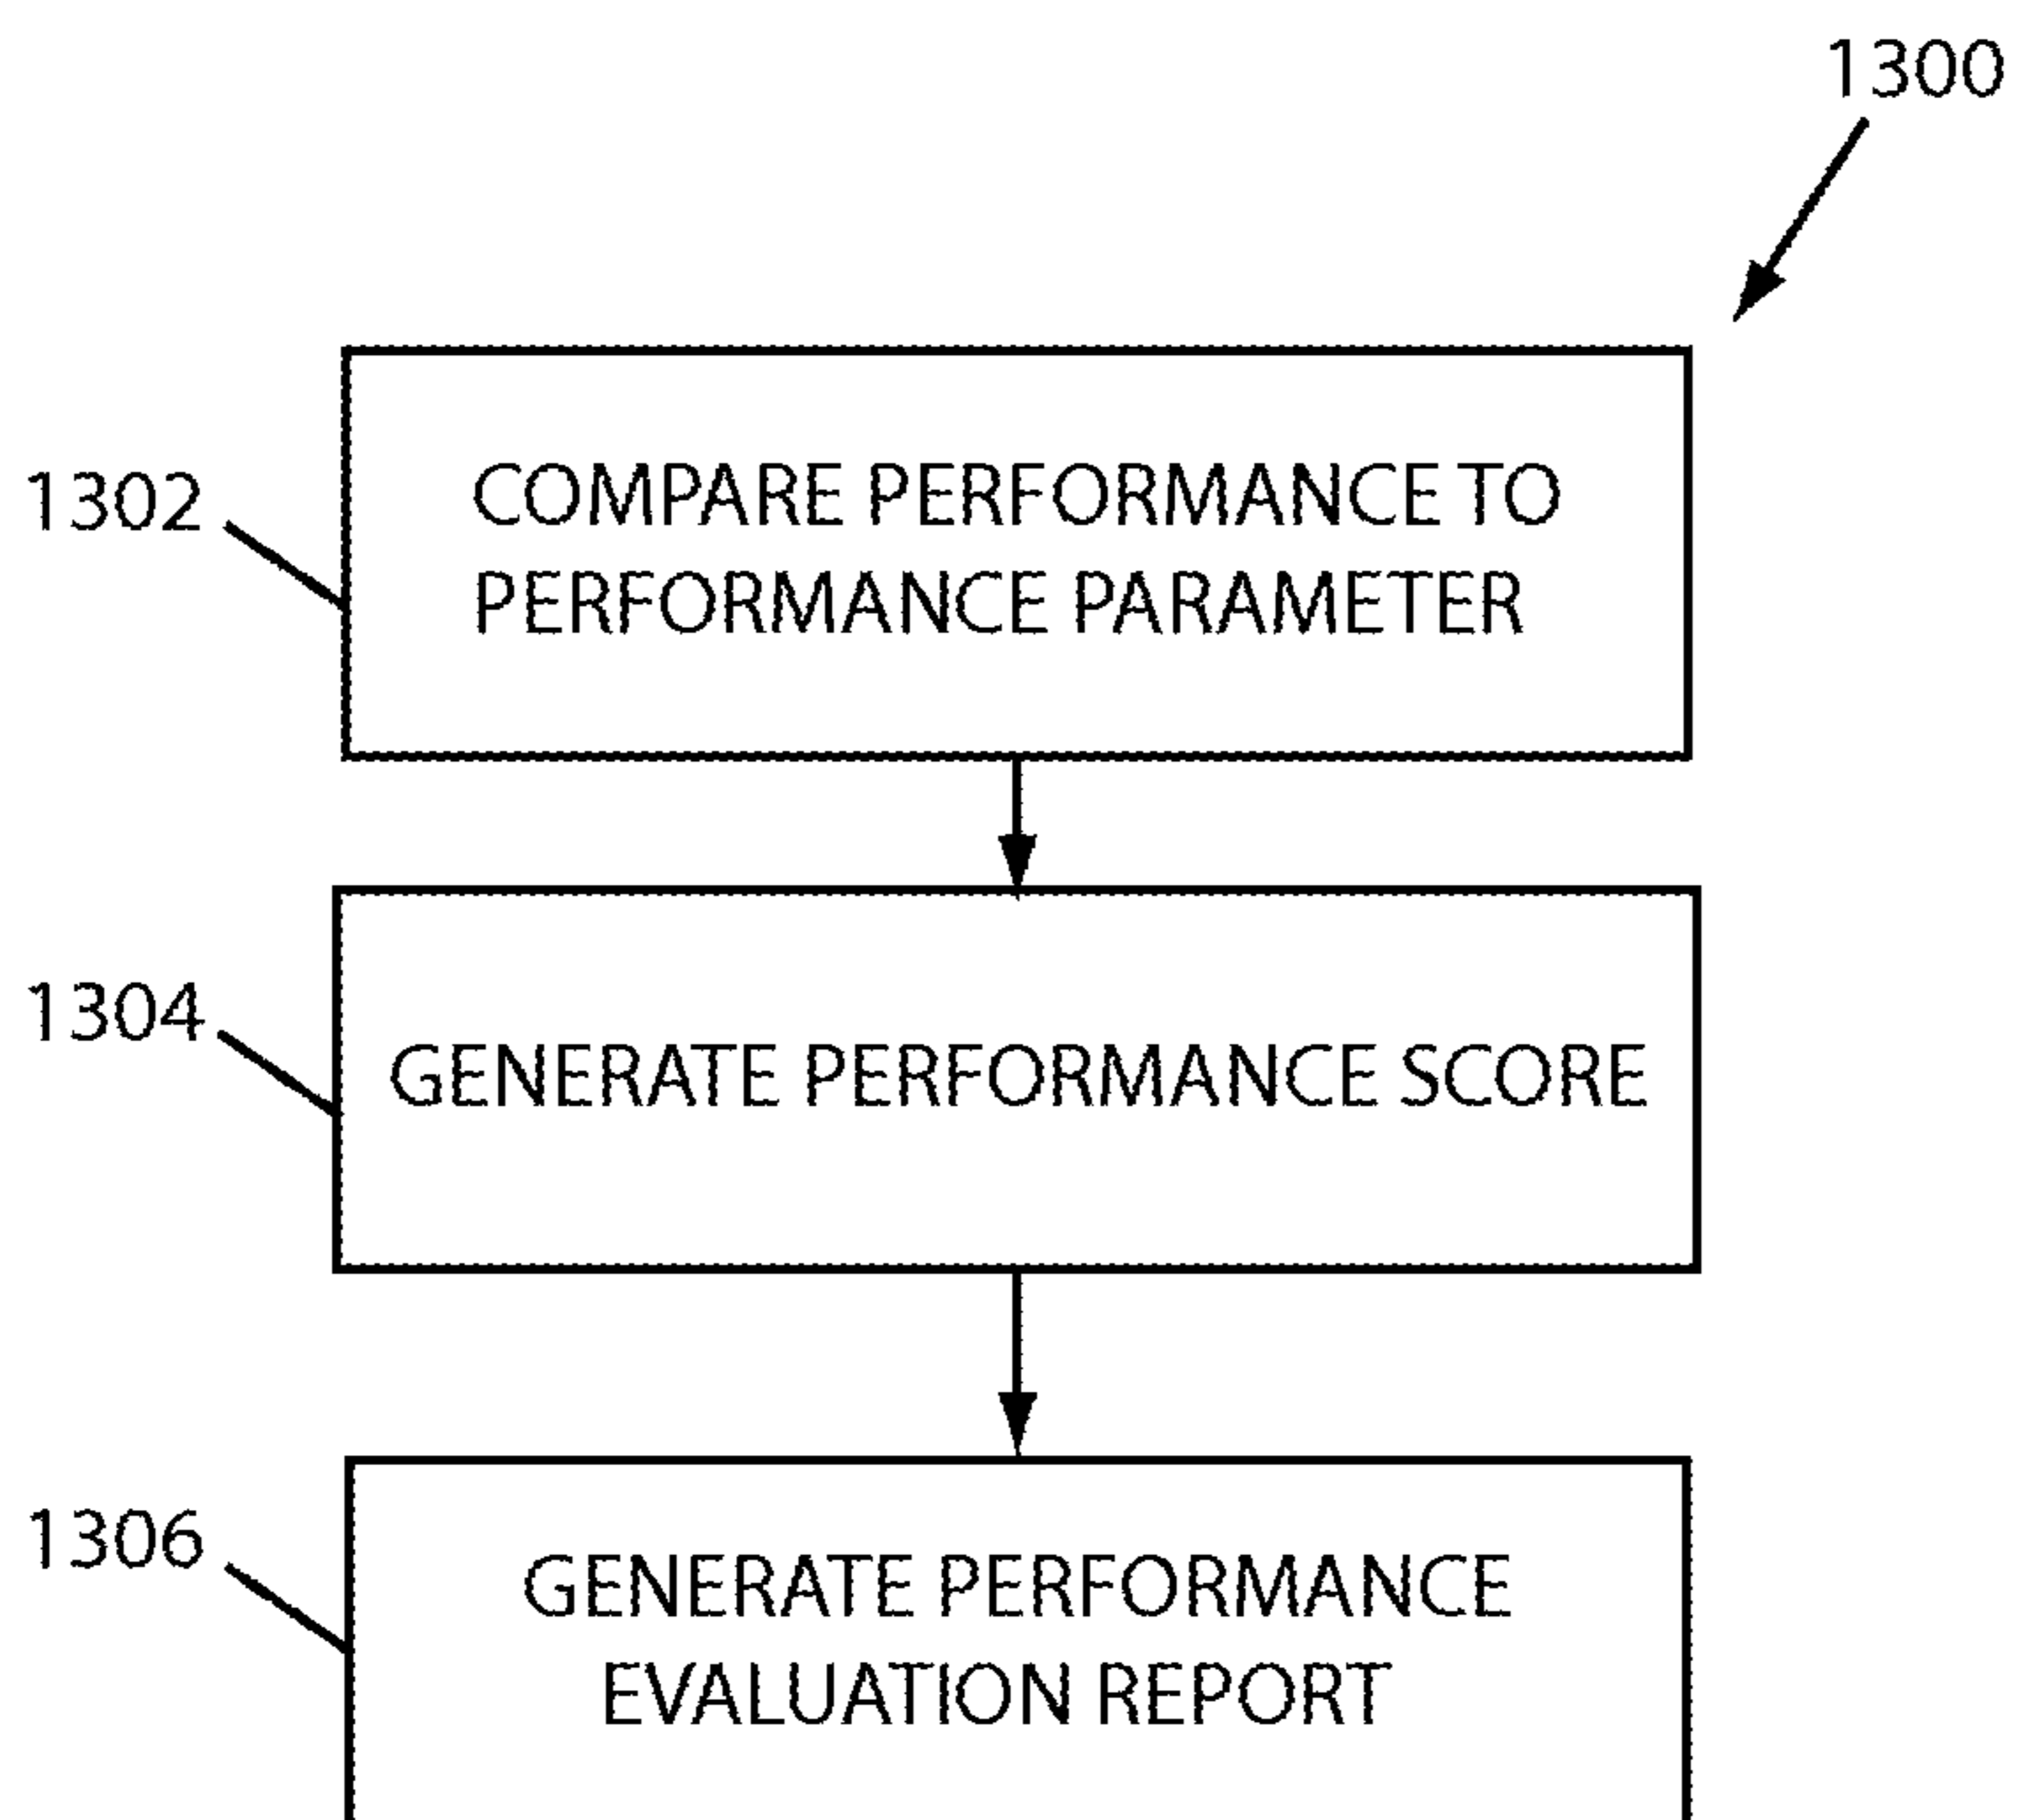 1300
1302
COMPARE PERFORMANCE TO
PERFORMANCE PARAMETER
1304
GENERATE PERFORMANCE SCORE
1306
GENERATE PERFORMANCE
EVALUATION REPORT